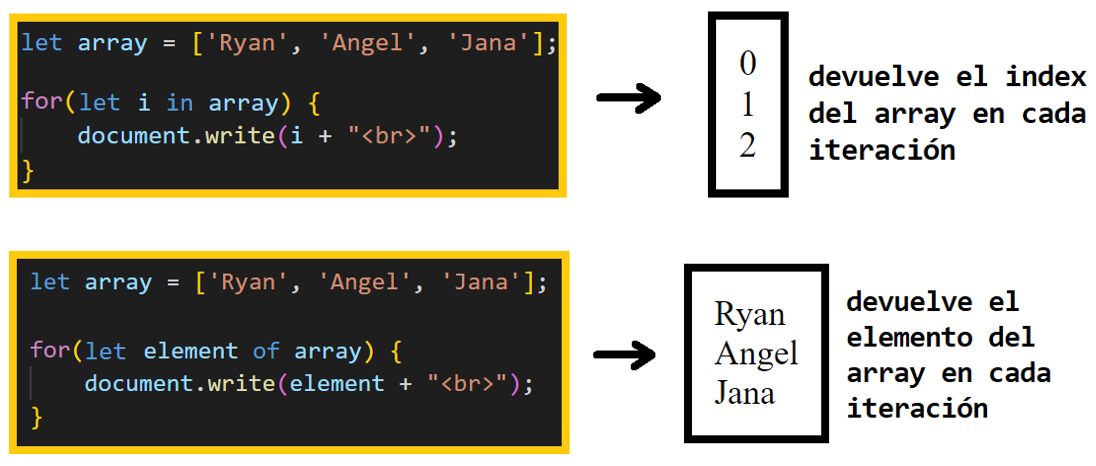 let array = ['Ryan', 'Angel', 'Jana'];
for(let i in array) {
    document.write(i + "<br>");
}
0
1
2
devuelve el index
del array en cada
iteración
let array = ['Ryan', 'Angel', 'Jana'];
for(let element of array) {
    document.write(element + "<br>");
}
Ryan
Angel
Jana
devuelve el
elemento del
array en cada
iteración